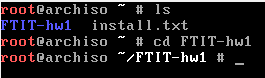 root@archiso ~ # ls
FTIT-hw1  install.txt
root@archiso ~ # cd FTIT-hw1
root@archiso ~/FTIT-hw1 # _